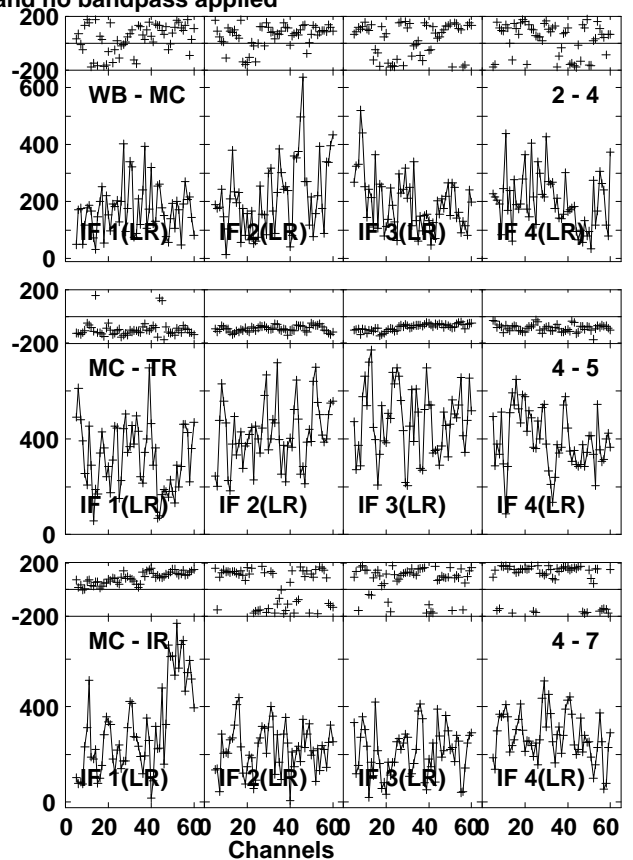 and no bandpass applied
200
-200
600
400
200
0
WB - MC 2 - 4
IF 1(LR) IF 2(LR) IF 3(LR) IF 4(LR)
200
-200
400
0
MC - TR 4 - 5
IF 1(LR) IF 2(LR) IF 3(LR) IF 4(LR)
200
-200
400
0
MC - IR 4 - 7
IF 1(LR) IF 2(LR) IF 3(LR) IF 4(LR)
0 20 40 60 0 20 40 60 0 20 40 60 0 20 40 60
Channels